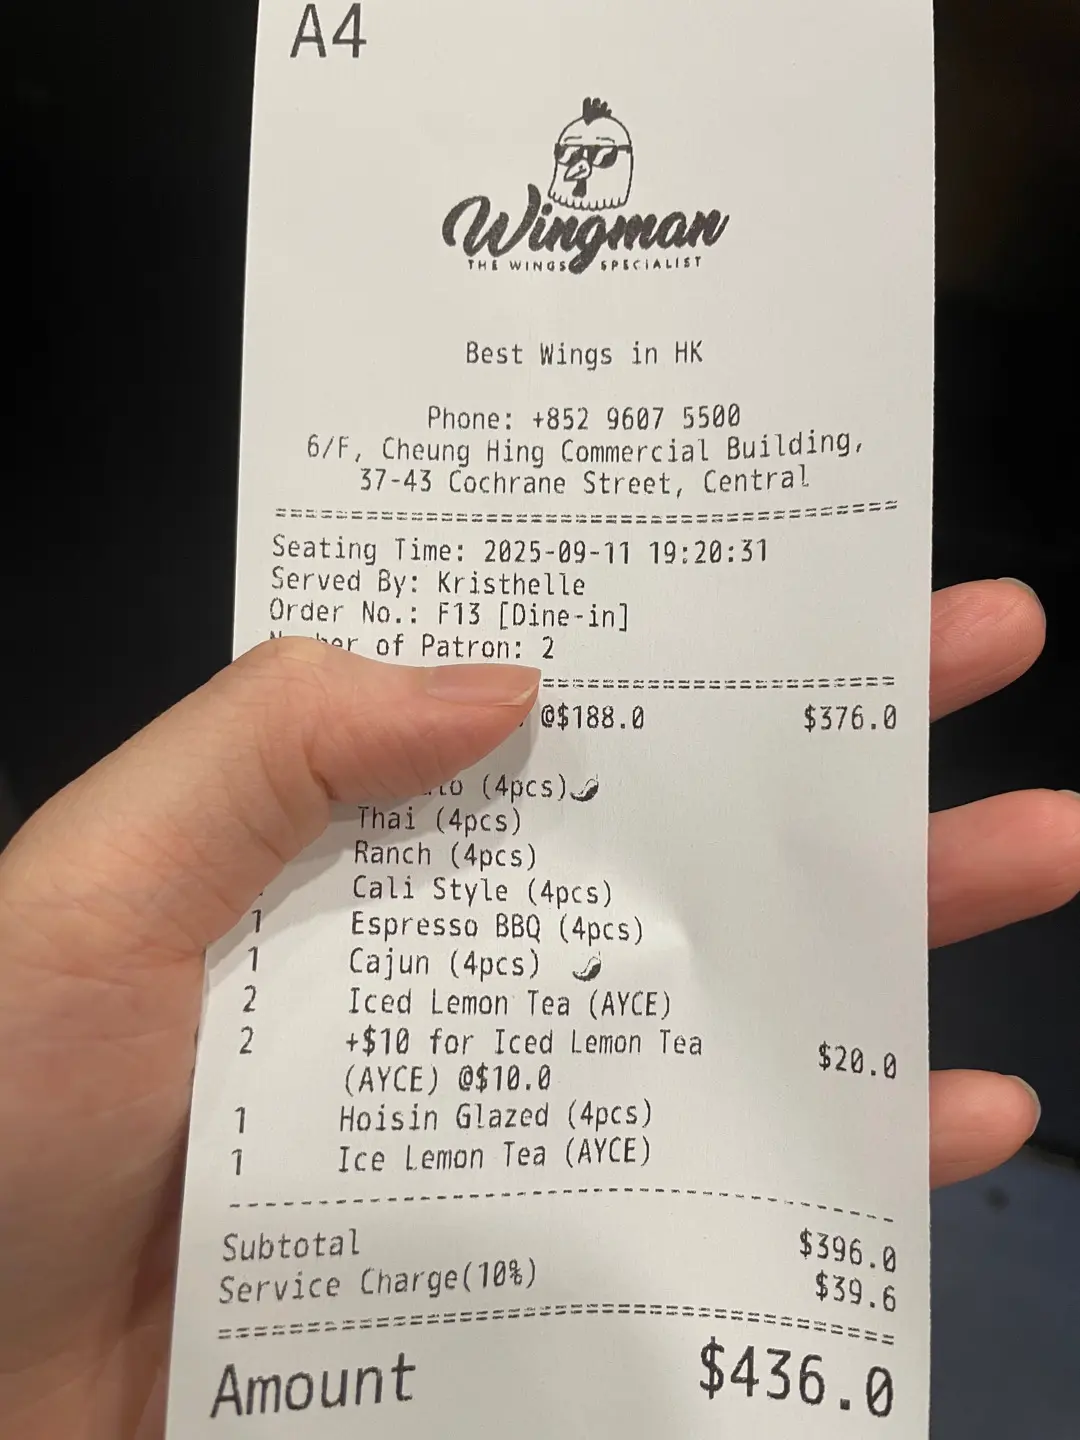 A4
Wingman
THE WINGS SPECIALIST
Best Wings in HK
Phone: +852 9607 5500
6/F, Cheung Hing Commercial Building,
37-43 Cochrane Street, Central
Seating Time: 2025-09-11 19:20:31
Served By: Kristhelle
Order No.: F13 [Dine-in]
of Patron: 2
@$188.0 $376.0
(4pcs)
Thai (4pcs)
Ranch (4pcs)
Cali Style (4pcs)
1 Espresso BBQ (4pcs)
1 Cajun (4pcs)
2 Iced Lemon Tea (AYCE)
2 +$10 for Iced Lemon Tea $20.0
(AYCE) @$10.0
1 Hoisin Glazed (4pcs)
1 Ice Lemon Tea (AYCE)
Subtotal $396.0
Service Charge(10%) $39.6
Amount $436.0